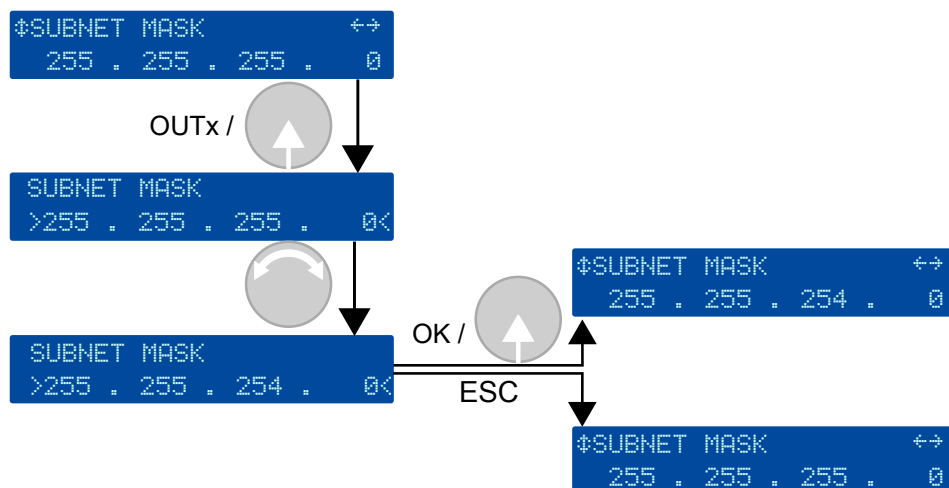 ⇕SUBNET MASK ←→
255 . 255 . 255 . 0
OUTx /
SUBNET MASK
>255 . 255 . 255 . 0<
SUBNET MASK
>255 . 255 . 254 . 0<
OK /
ESC
⇕SUBNET MASK ←→
255 . 255 . 254 . 0
⇕SUBNET MASK ←→
255 . 255 . 255 . 0